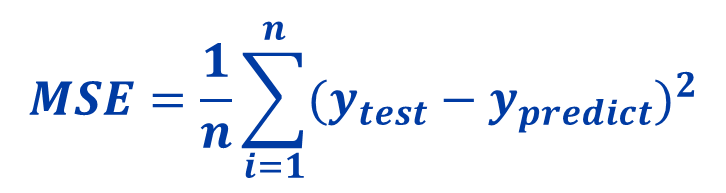 MSE = 1/n ∑_{i=1}^{n} (y_test − y_predict)^2